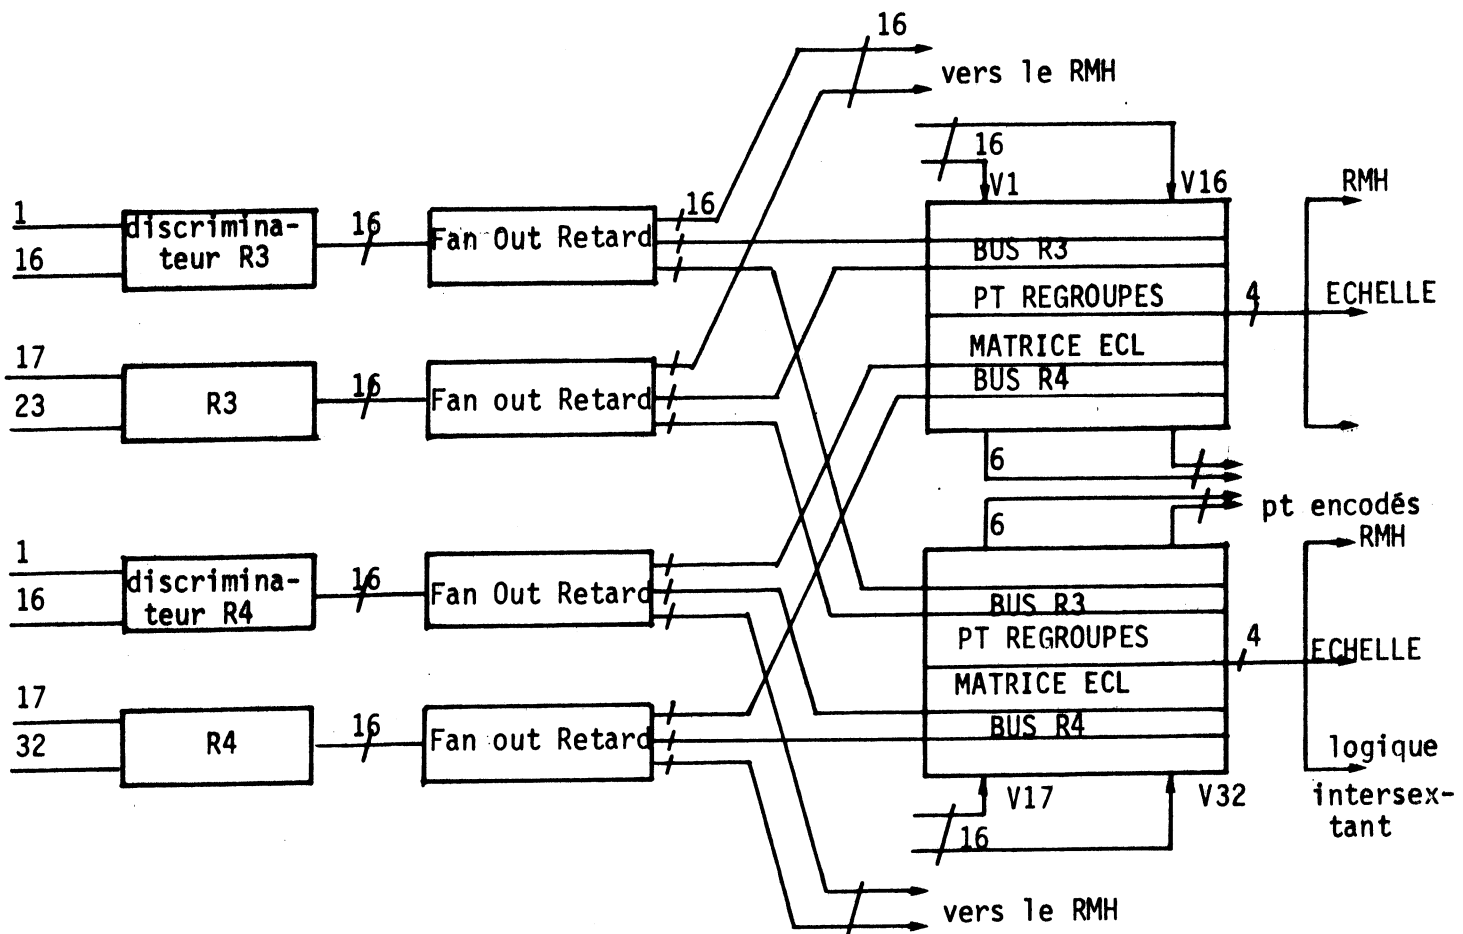 16
vers le RMH
16
V1
V16
RMH
1
discrimina-
teur R3
16
16
Fan Out Retard
16
BUS R3
PT REGROUPES
4
ECHELLE
MATRICE ECL
BUS R4
17
23
R3
16
Fan out Retard
6
pt encodés
6
RMH
1
discrimina-
teur R4
16
16
Fan Out Retard
BUS R3
PT REGROUPES
4
ECHELLE
MATRICE ECL
BUS R4
17
32
R4
16
Fan out Retard
logique
intersex-
tant
V17
V32
16
vers le RMH